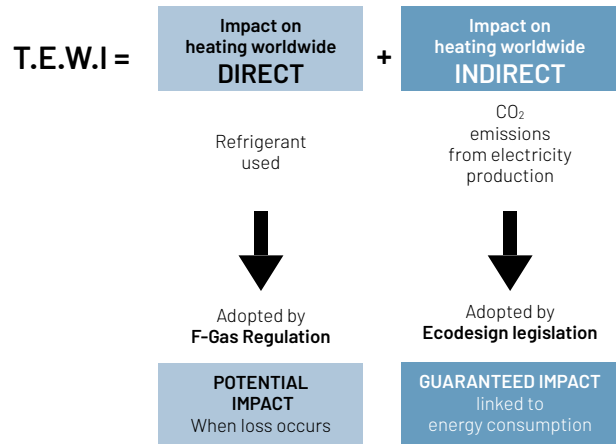 T.E.W.I =
Impact on
heating worldwide
DIRECT
+
Impact on
heating worldwide
INDIRECT
Refrigerant
used
CO₂
emissions
from electricity
production
Adopted by
F-Gas Regulation
Adopted by
Ecodesign legislation
POTENTIAL
IMPACT
When loss occurs
GUARANTEED IMPACT
linked to
energy consumption